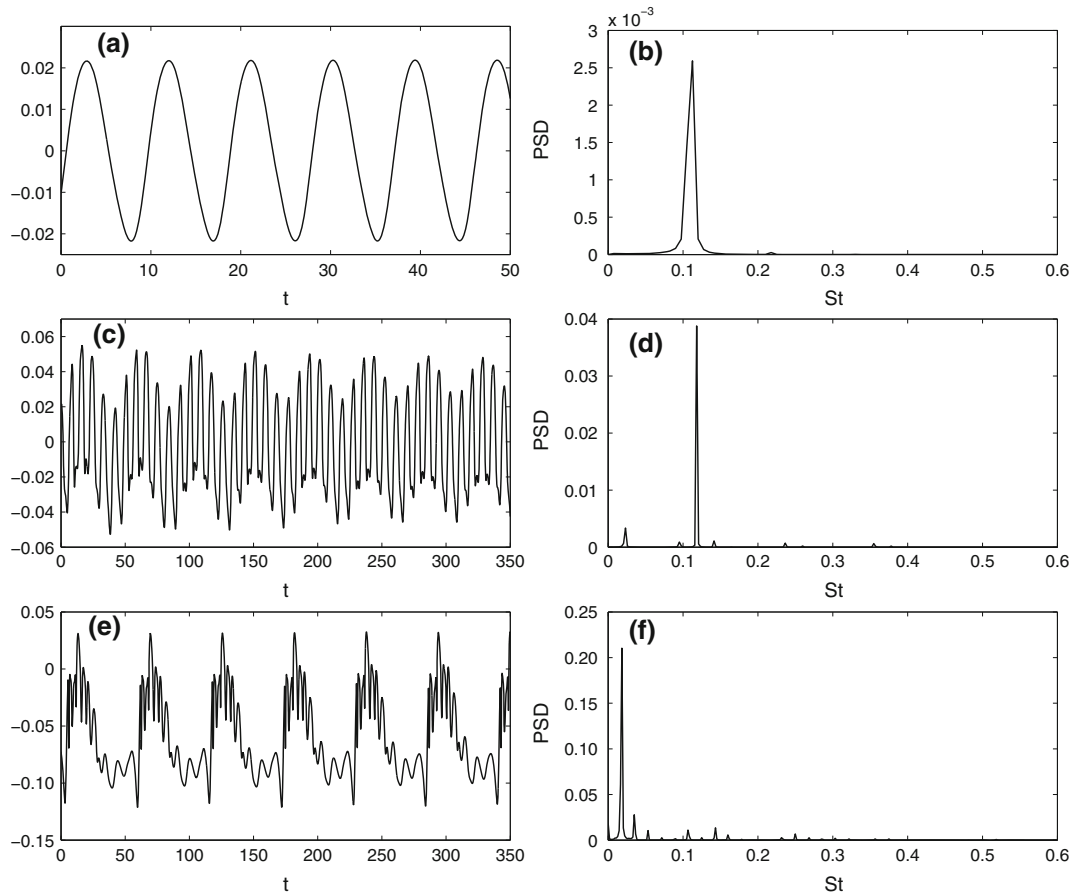 (a)
0.02
0.01
0
−0.01
−0.02
0 10 20 30 40 50
t
(b)
x 10⁻³
3
2.5
2
1.5
1
0.5
0
PSD
0 0.1 0.2 0.3 0.4 0.5 0.6
St
(c)
0.06
0.04
0.02
0
−0.02
−0.04
−0.06
0 50 100 150 200 250 300 350
t
(d)
0.04
0.03
0.02
0.01
0
PSD
0 0.1 0.2 0.3 0.4 0.5 0.6
St
(e)
0.05
0
−0.05
−0.10
−0.15
0 50 100 150 200 250 300 350
t
(f)
0.25
0.20
0.15
0.10
0.05
0
PSD
0 0.1 0.2 0.3 0.4 0.5 0.6
St